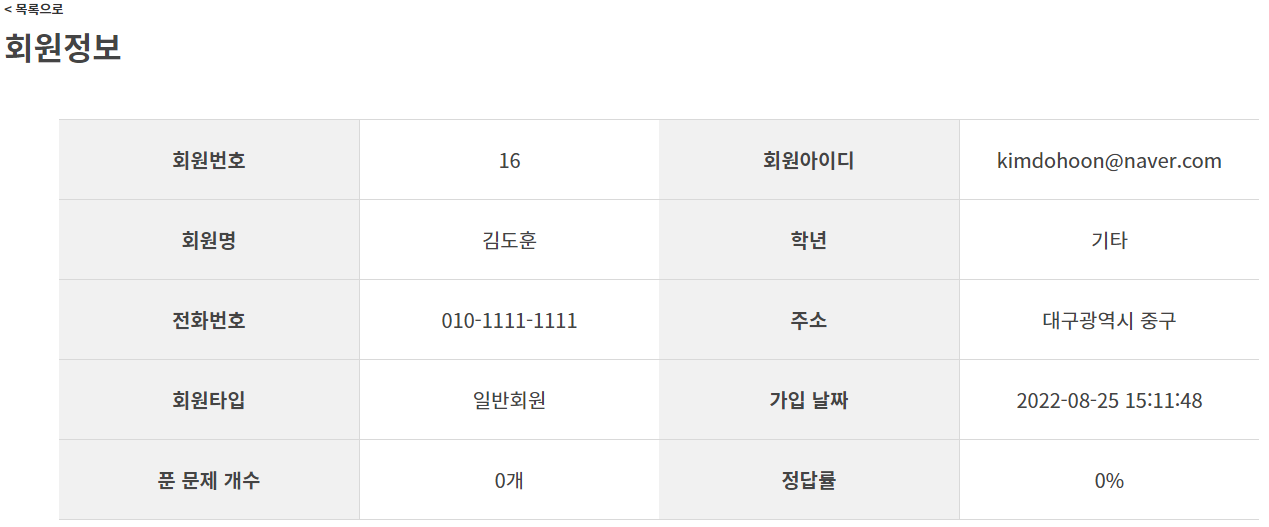 < 목록으로
회원정보
회원번호 16 회원아이디 kimdohoon@naver.com
회원명 김도훈 학년 기타
전화번호 010-1111-1111 주소 대구광역시 중구
회원타입 일반회원 가입 날짜 2022-08-25 15:11:48
푼 문제 개수 0개 정답률 0%